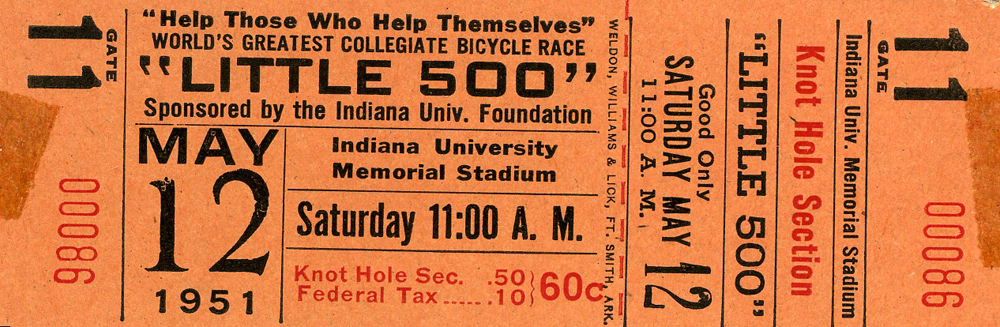 GATE
11
00086
"Help Those Who Help Themselves"
WORLD'S GREATEST COLLEGIATE BICYCLE RACE
"LITTLE 500"
Sponsored by the Indiana Univ. Foundation
MAY
12
1951
Indiana University
Memorial Stadium
Saturday 11:00 A. M.
Knot Hole Sec. .50
Federal Tax ..... .10
60c
WELDON, WILLIAMS & LICK, FT. SMITH, ARK.
Good Only
SATURDAY MAY 12
11:00 A. M.
"LITTLE 500"
Knot Hole Section
Indiana Univ. Memorial Stadium
GATE
11
00086